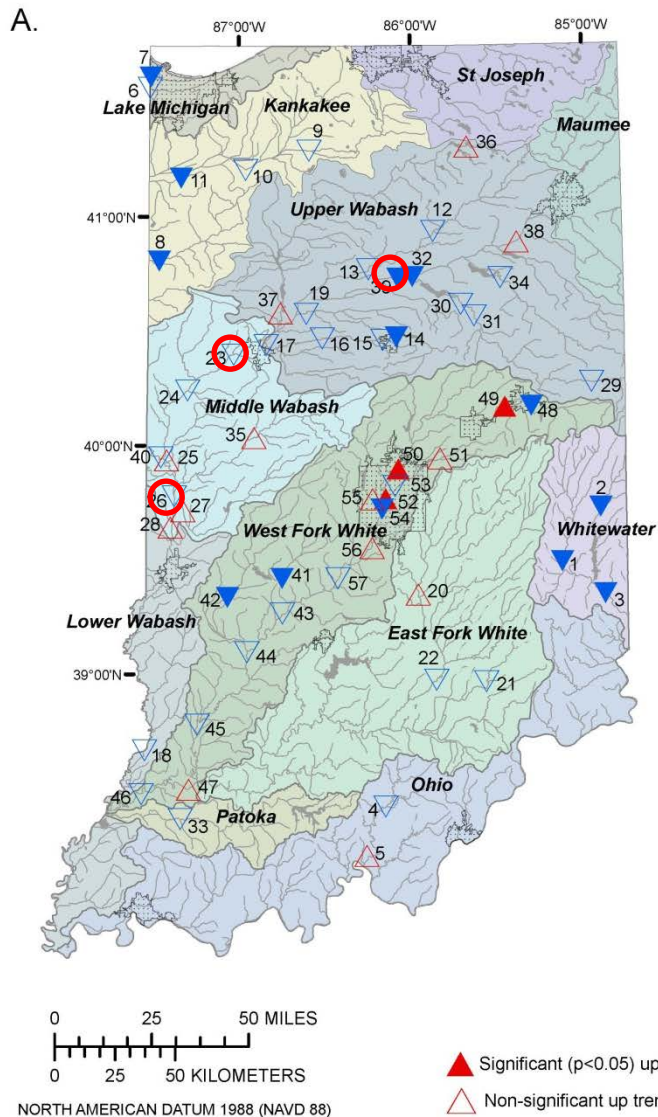 A.
87°00'W 86°00'W 85°00'W
7
6
St Joseph
Lake Michigan
Kankakee
Maumee
9
36
10
11
41°00'N
Upper Wabash
12
38
8
13
32
39
34
37
19
30
31
23
17
16
15
14
24
Middle Wabash
29
49
48
35
40°00'N
40
25
50
51
53
26
27
55
52
2
28
54
West Fork White
Whitewater
56
1
41
57
42
20
3
43
Lower Wabash
East Fork White
44
39°00'N
22
21
45
18
47
Ohio
46
4
33
Patoka
5
0 25 50 MILES
0 25 50 KILOMETERS
Significant (p<0.05) up
Non-significant up tre
NORTH AMERICAN DATUM 1988 (NAVD 88)